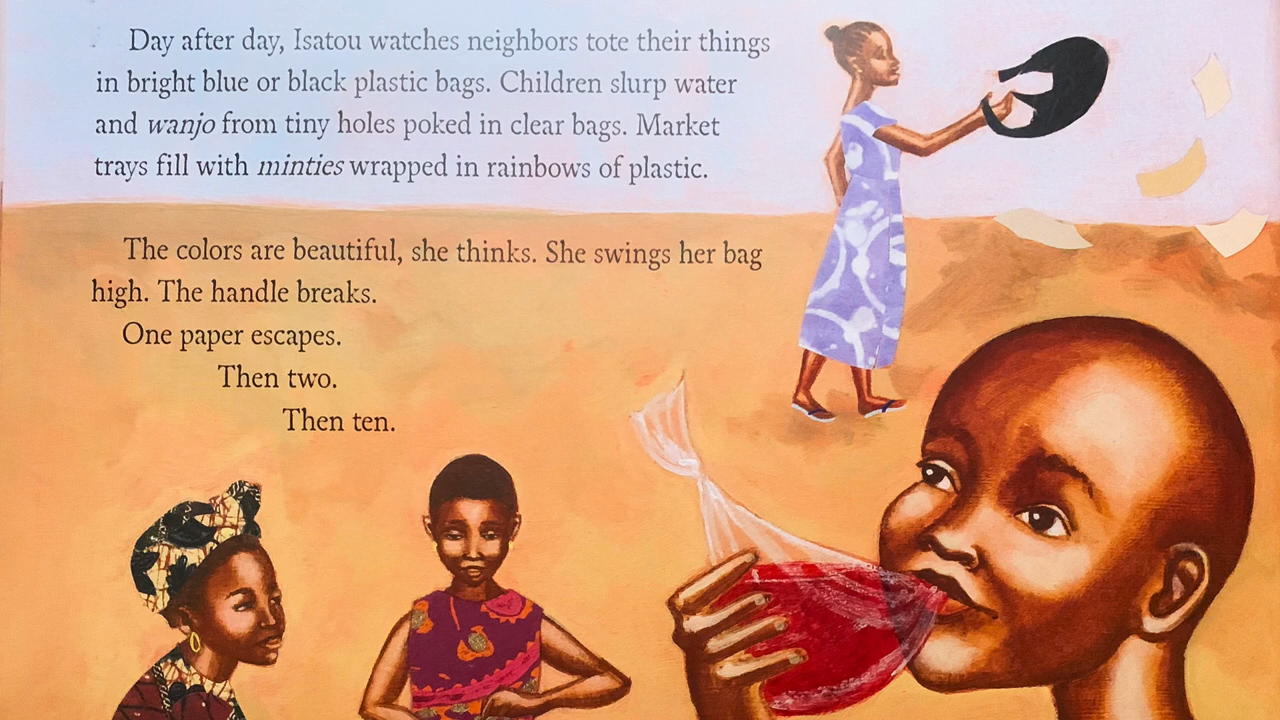 Day after day, Isatou watches neighbors tote their things
in bright blue or black plastic bags. Children slurp water
and wanjo from tiny holes poked in clear bags. Market
trays fill with minties wrapped in rainbows of plastic.
The colors are beautiful, she thinks. She swings her bag
high. The handle breaks.
One paper escapes.
Then two.
Then ten.